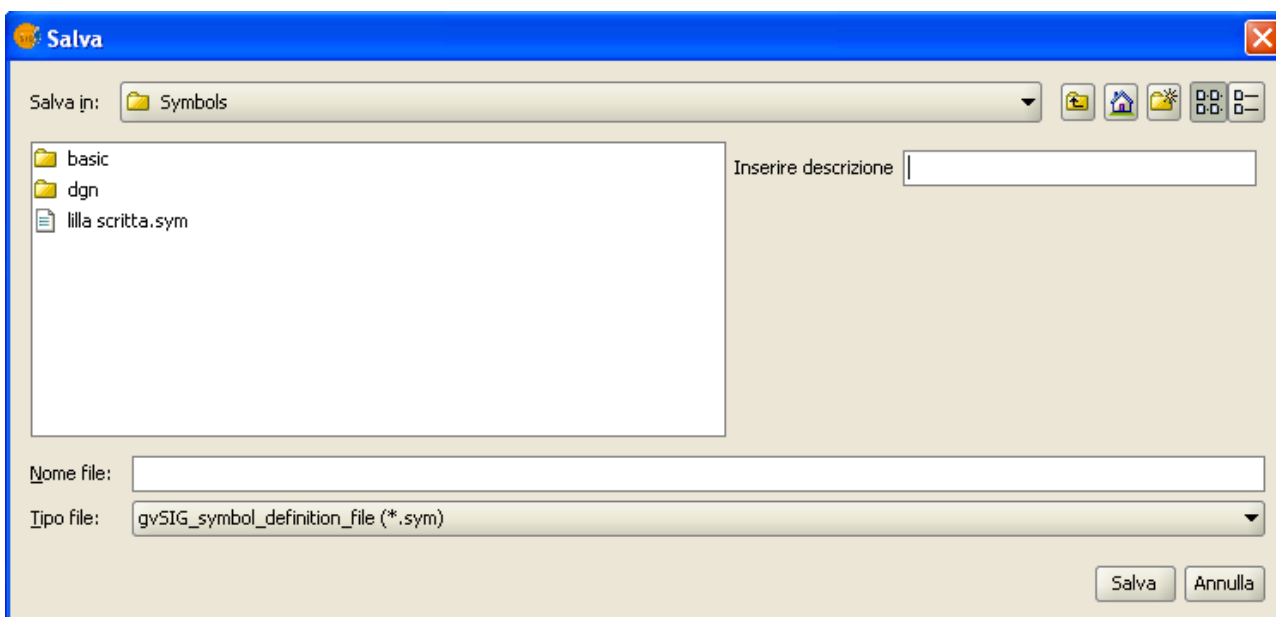 Salva
Salva in: Symbols
basic
dgn
lilla scritta.sym
Inserire descrizione
Nome file:
Tipo file: gvSIG_symbol_definition_file (*.sym)
Salva Annulla